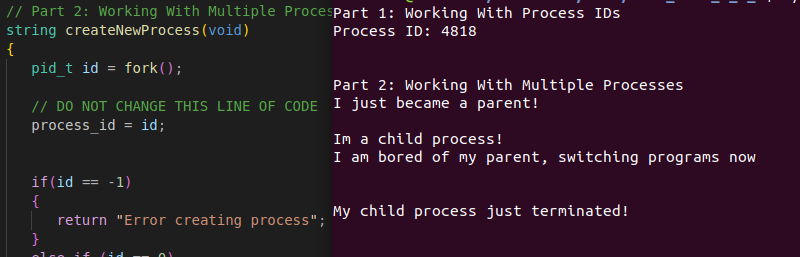 // Part 2: Working With Multiple Proces
string createNewProcess(void)
{
pid_t id = fork();
// DO NOT CHANGE THIS LINE OF CODE
process_id = id;
if(id == -1)
{
return "Error creating process";
}
else if (id == 0)
Part 1: Working With Process IDs
Process ID: 4818
Part 2: Working With Multiple Processes
I just became a parent!
Im a child process!
I am bored of my parent, switching programs now
My child process just terminated!